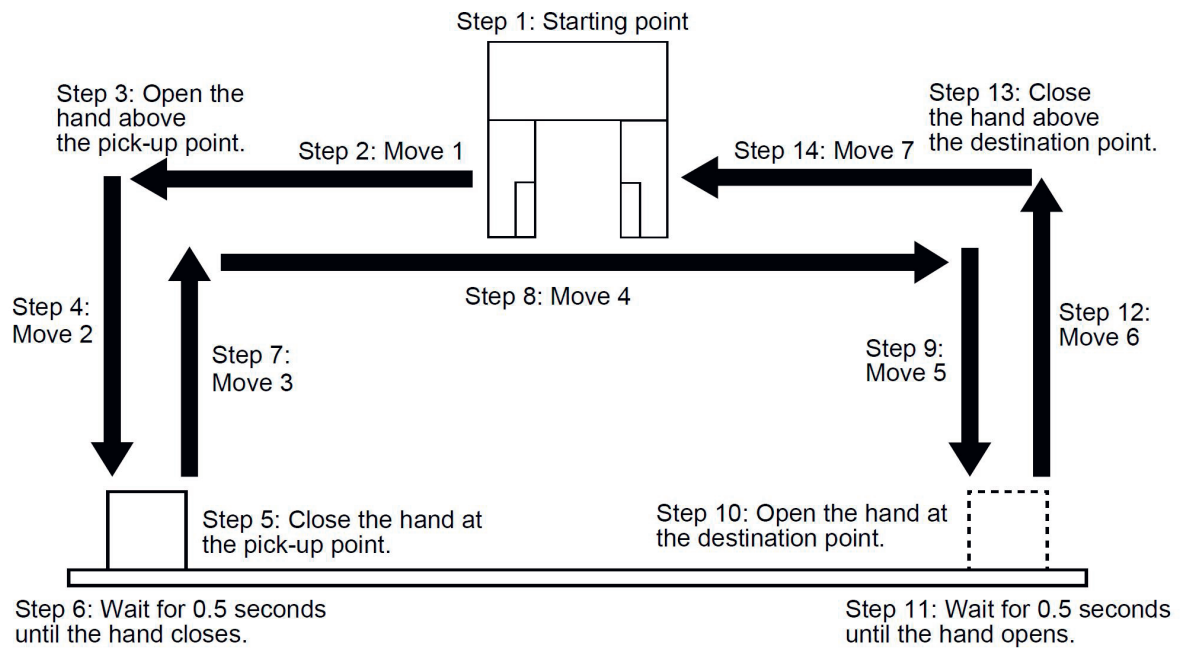 Step 1: Starting point
Step 3: Open the
hand above
the pick-up point.
Step 13: Close
the hand above
the destination point.
Step 2: Move 1
Step 14: Move 7
Step 8: Move 4
Step 4:
Move 2
Step 7:
Move 3
Step 9:
Move 5
Step 12:
Move 6
Step 5: Close the hand at
the pick-up point.
Step 10: Open the hand at
the destination point.
Step 6: Wait for 0.5 seconds
until the hand closes.
Step 11: Wait for 0.5 seconds
until the hand opens.